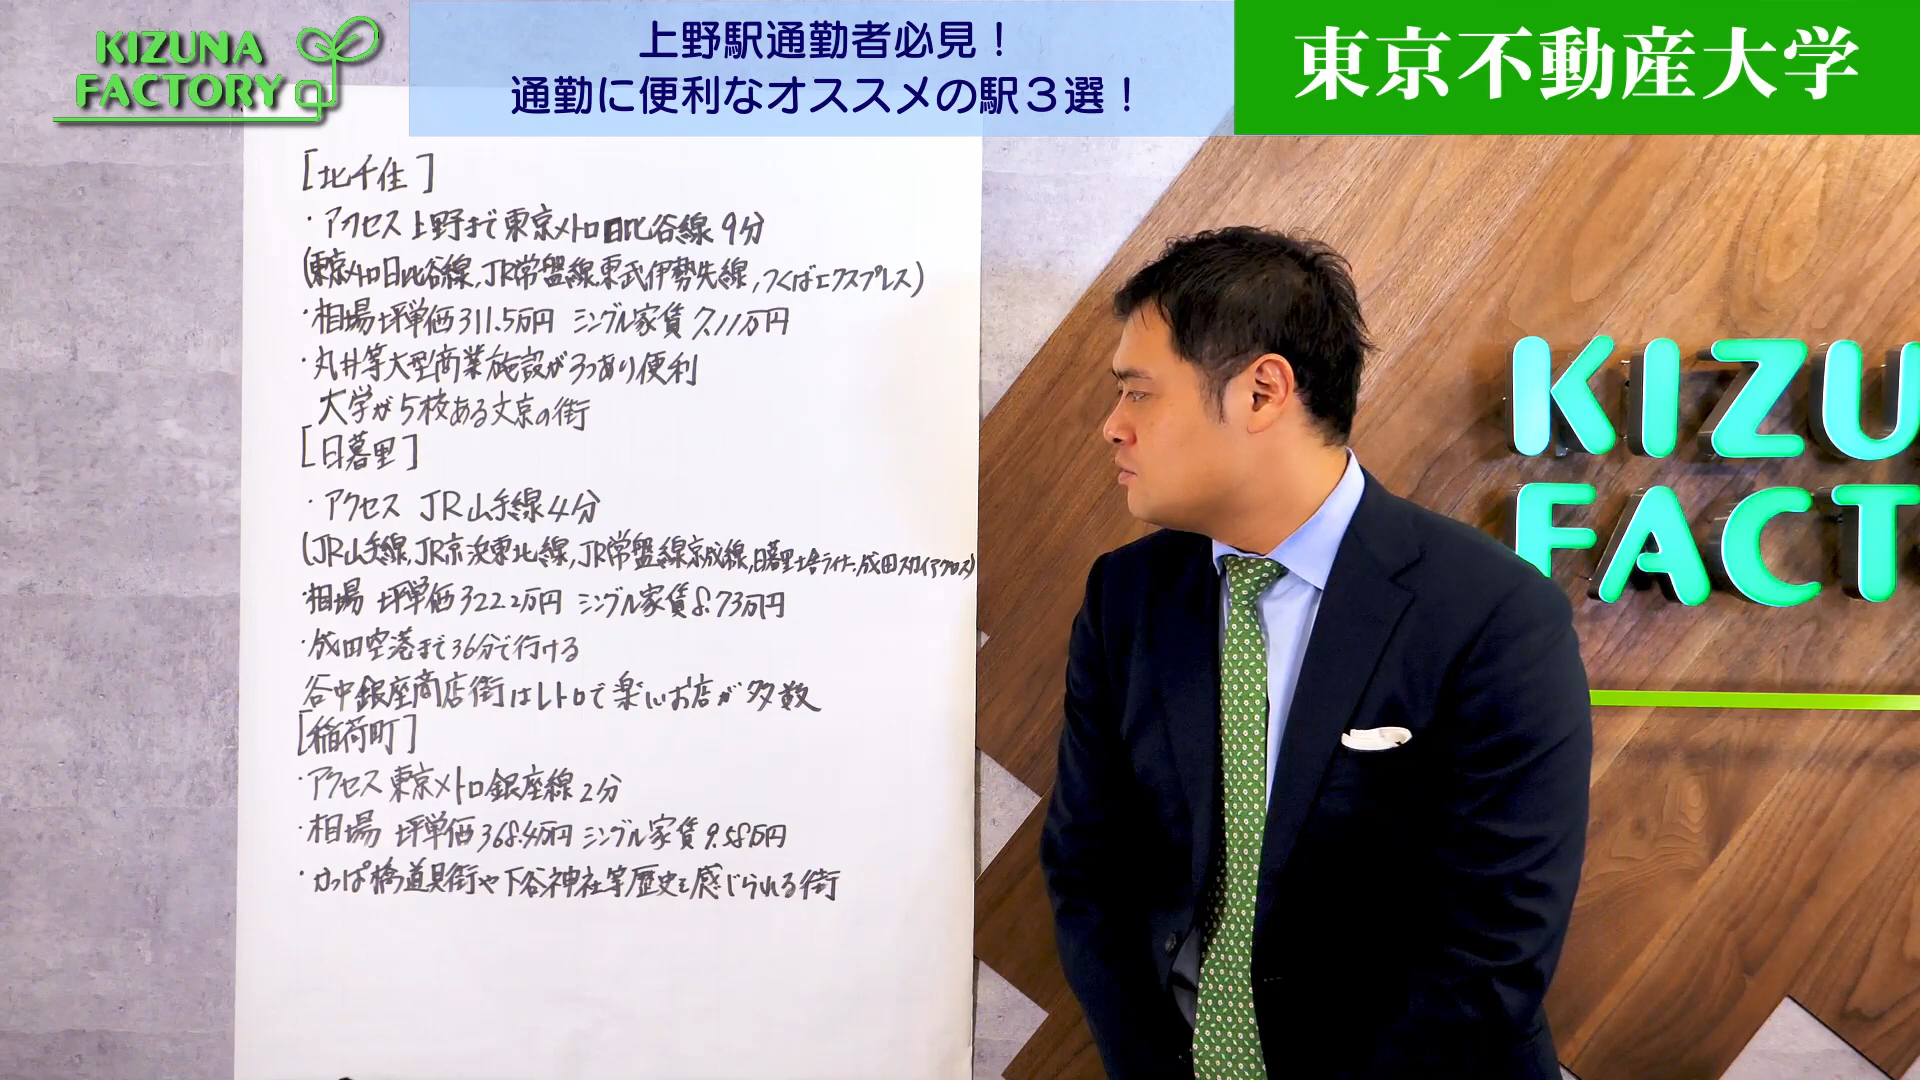 KIZUNA
FACTORY
上野駅通勤者必見！
通勤に便利なオススメの駅３選！
東京不動産大学
[北千住]
・アクセス 上野まで東京メトロ日比谷線 9分
(東京メトロ日比谷線,JR常盤線,東武伊勢先線,つくばエクスプレス)
・相場 坪単価311.5万円 シングル家賃 7.11万円
・丸井等大型商業施設が3つあり便利
大学が5校ある文京の街
[日暮里]
・アクセス JR山手線4分
(JR山手線,JR京浜東北線,JR常盤線,京成線,日暮里舎人ライナー,成田スカイアクセス)
・相場 坪単価322.2万円 シングル家賃8.73万円
・成田空港まで36分で行ける
谷中銀座商店街はレトロで楽しいお店が多数
[稲荷町]
・アクセス 東京メトロ銀座線2分
・相場 坪単価368.4万円 シングル家賃9.58万円
・かっぱ橋道具街や下谷神社等歴史を感じられる街
KIZU
FACT